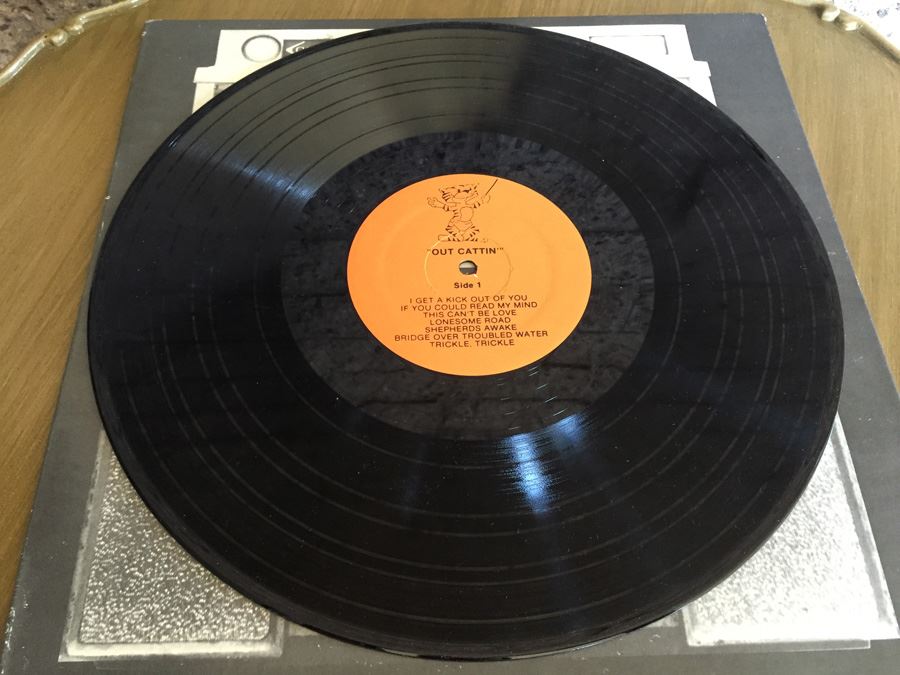 "OUT CATTIN'"
Side 1
I GET A KICK OUT OF YOU
IF YOU COULD READ MY MIND
THIS CAN'T BE LOVE
LONESOME ROAD
SHEPHERDS AWAKE
BRIDGE OVER TROUBLED WATER
TRICKLE, TRICKLE